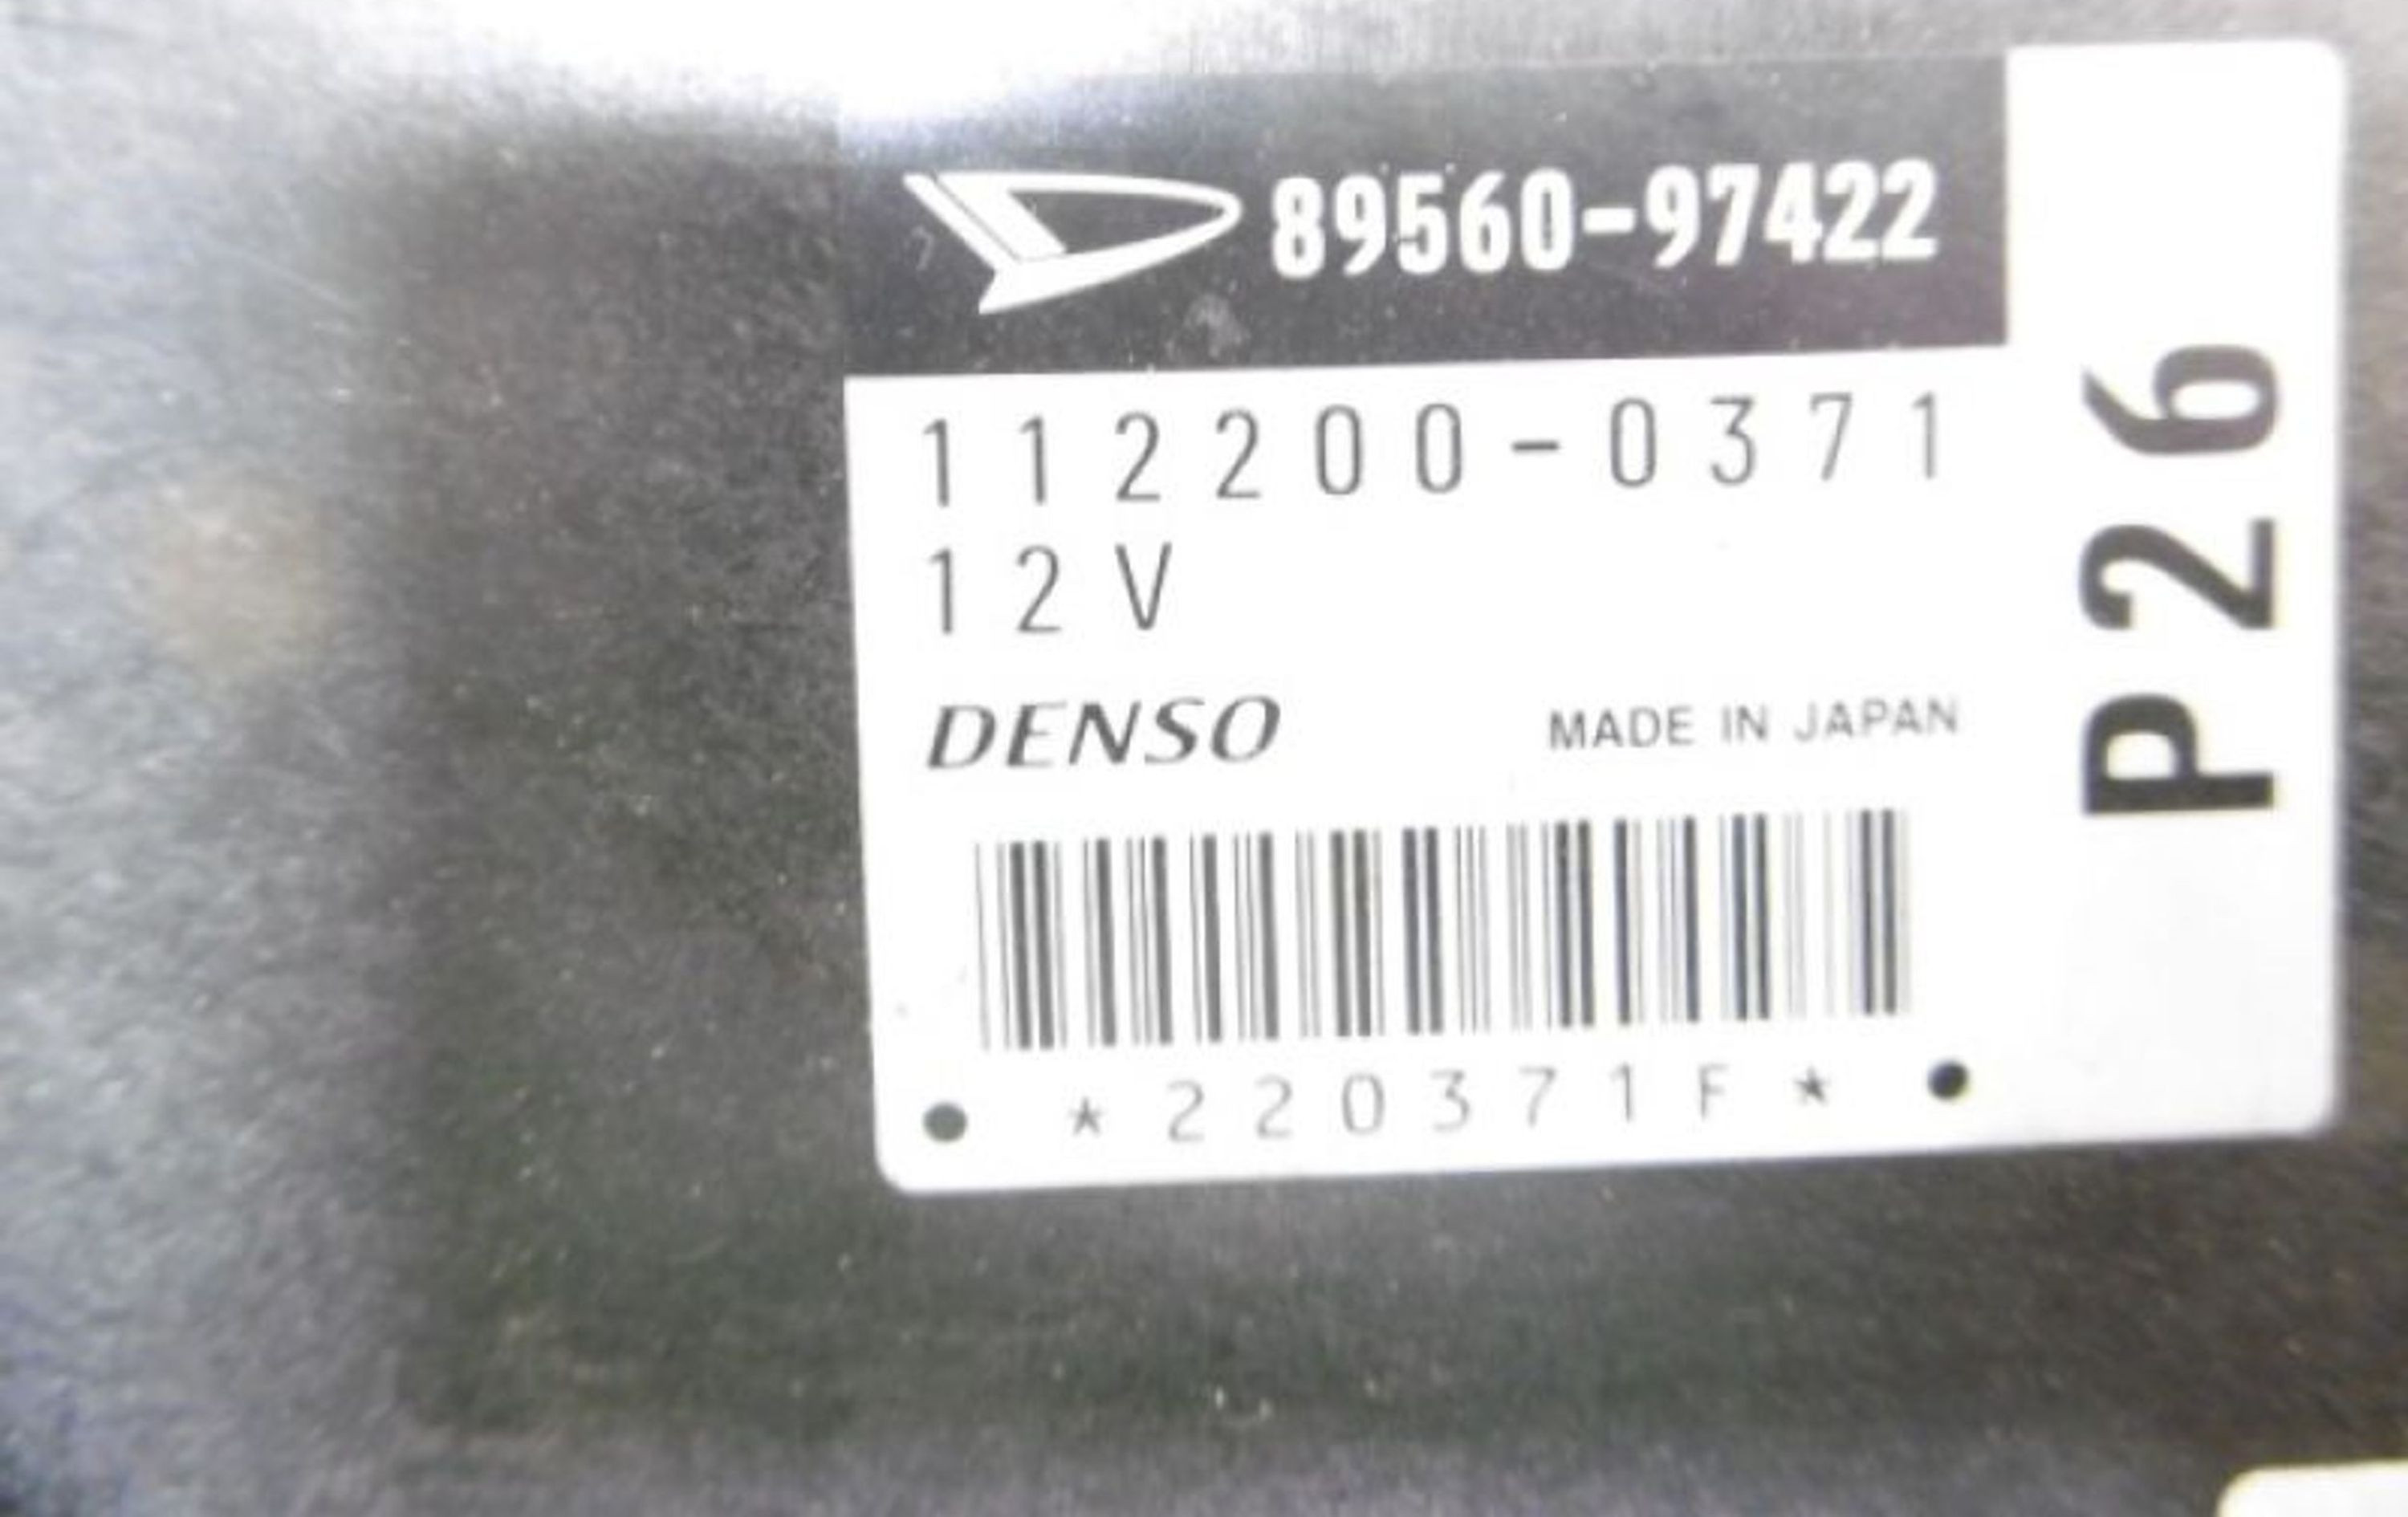 89560-97422
112200-0371
12V
DENSO MADE IN JAPAN
*220371F*
P26